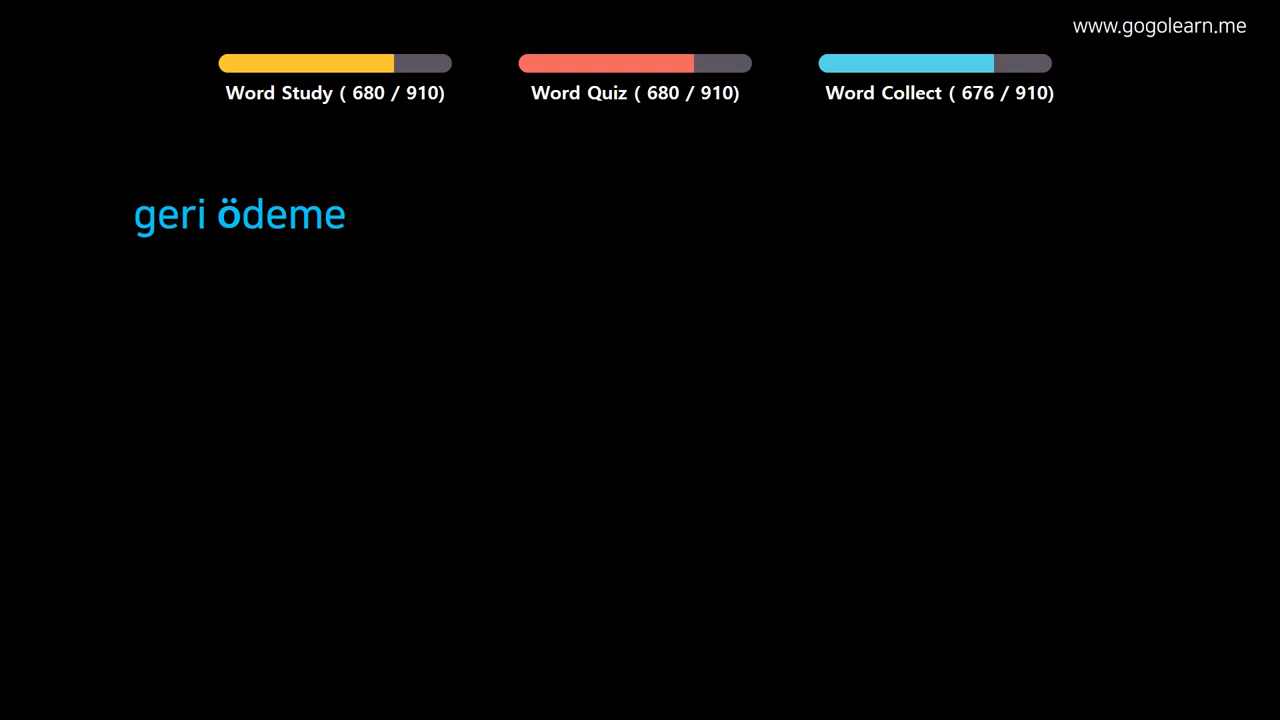 www.gogolearn.me
Word Study ( 680 / 910)
Word Quiz ( 680 / 910)
Word Collect ( 676 / 910)
geri ödeme